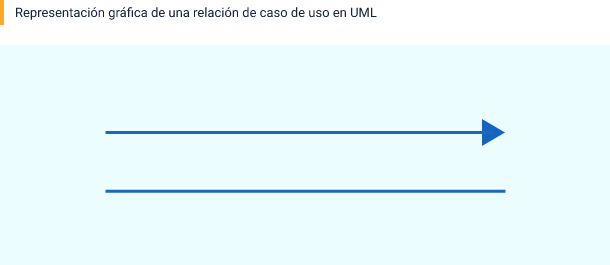 Representación gráfica de una relación de caso de uso en UML